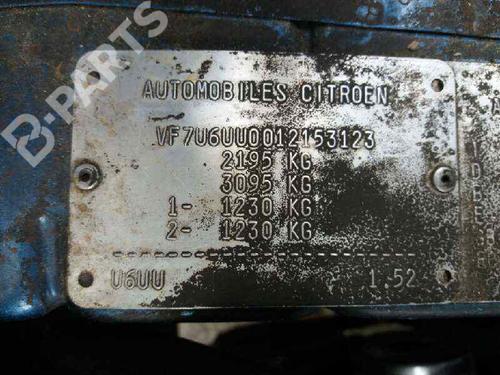 B-PARTS
AUTOMOBILES CITROEN
VF7U6UU0012153123
2195 KG
3095 KG
1- 1230 KG
2- 1230 KG
U6UU 1.52